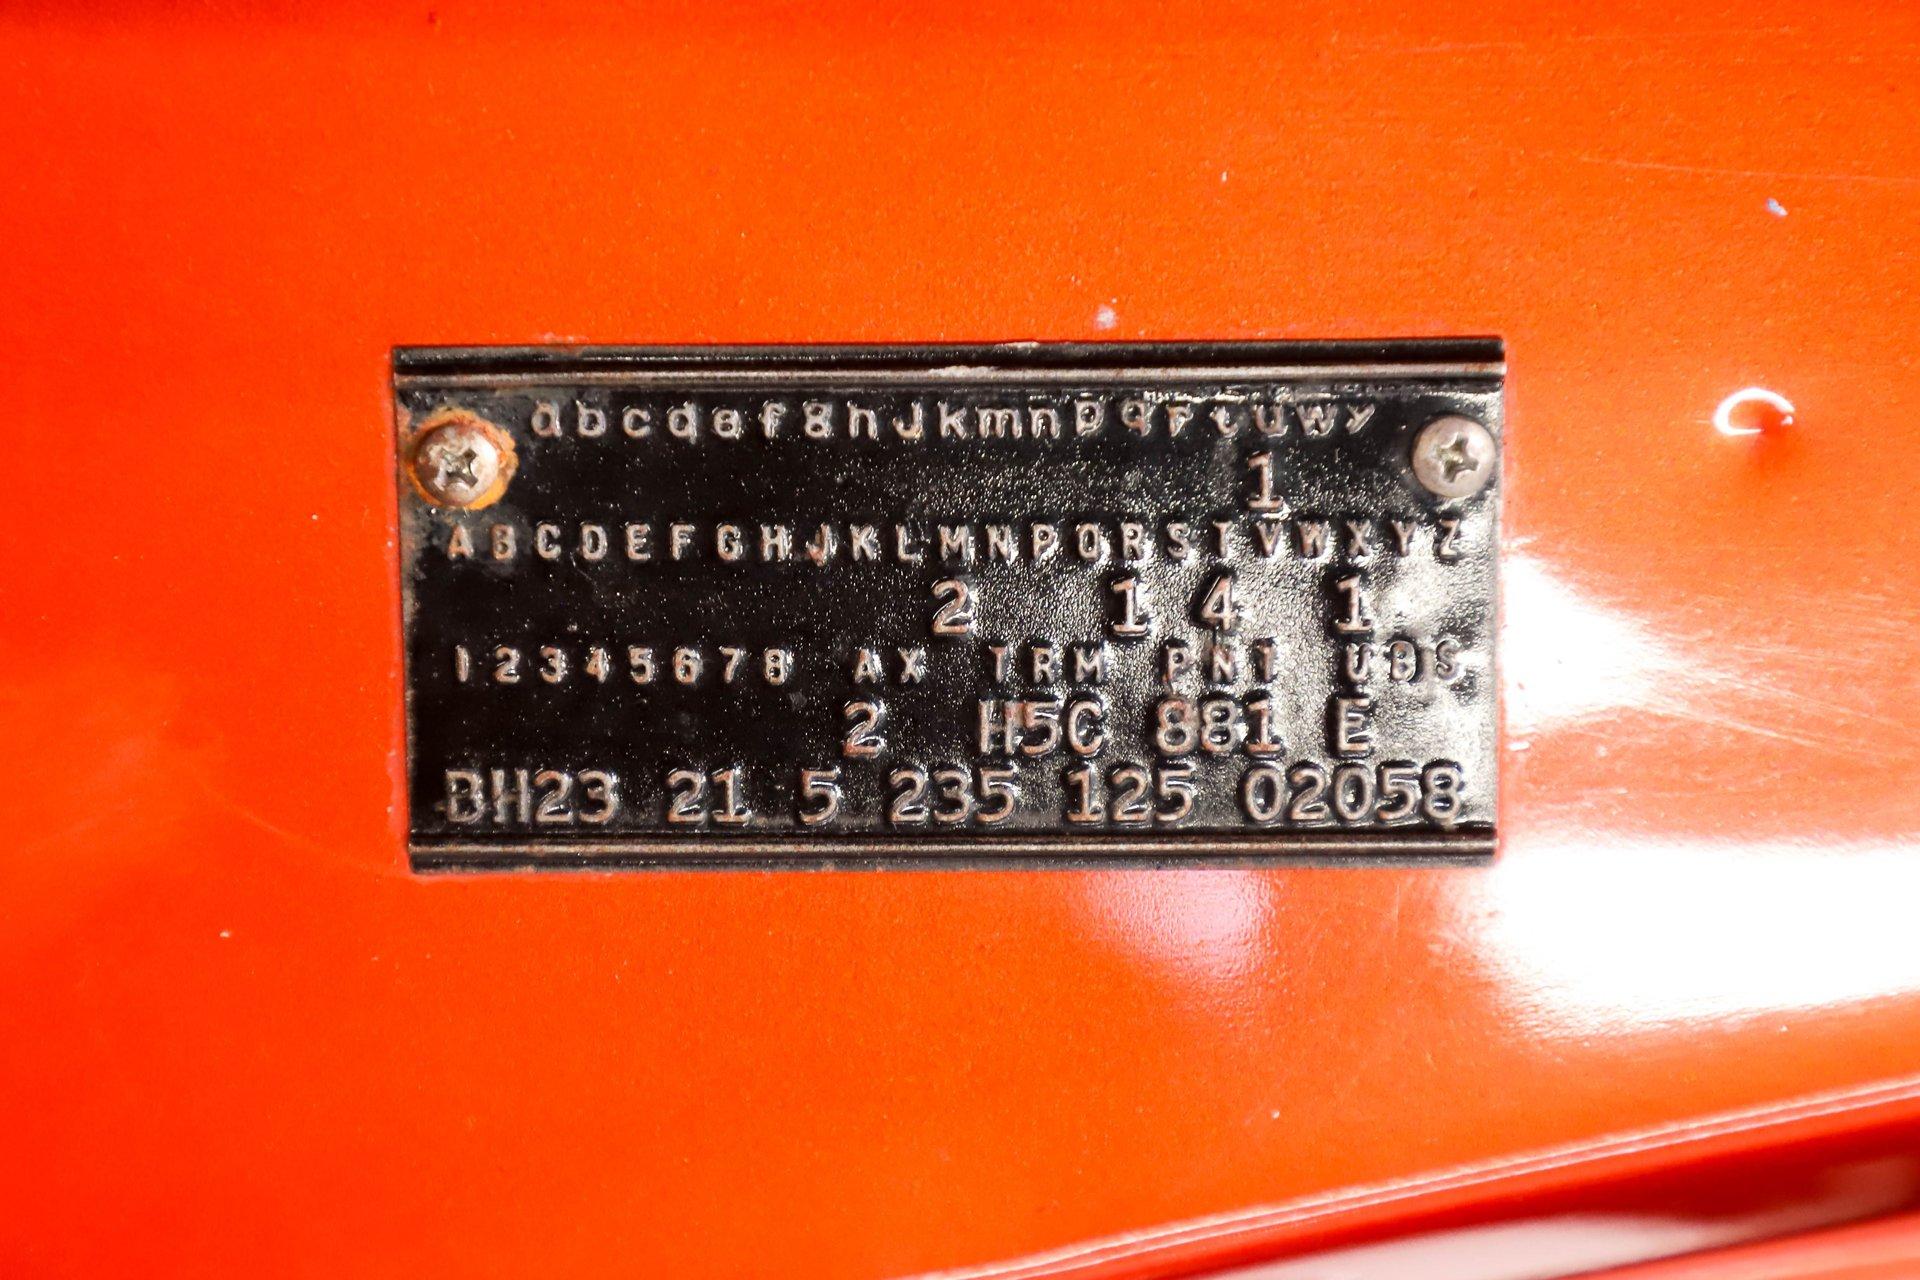 abcdefghJkmnpqrtuwy
1
ABCDEFGHJKLMNPQRSTVWXYZ
2 1 4 1
12345678 AX TRM PNT UBS
2 H5C 881 E
BH23 21 5 235 125 02058